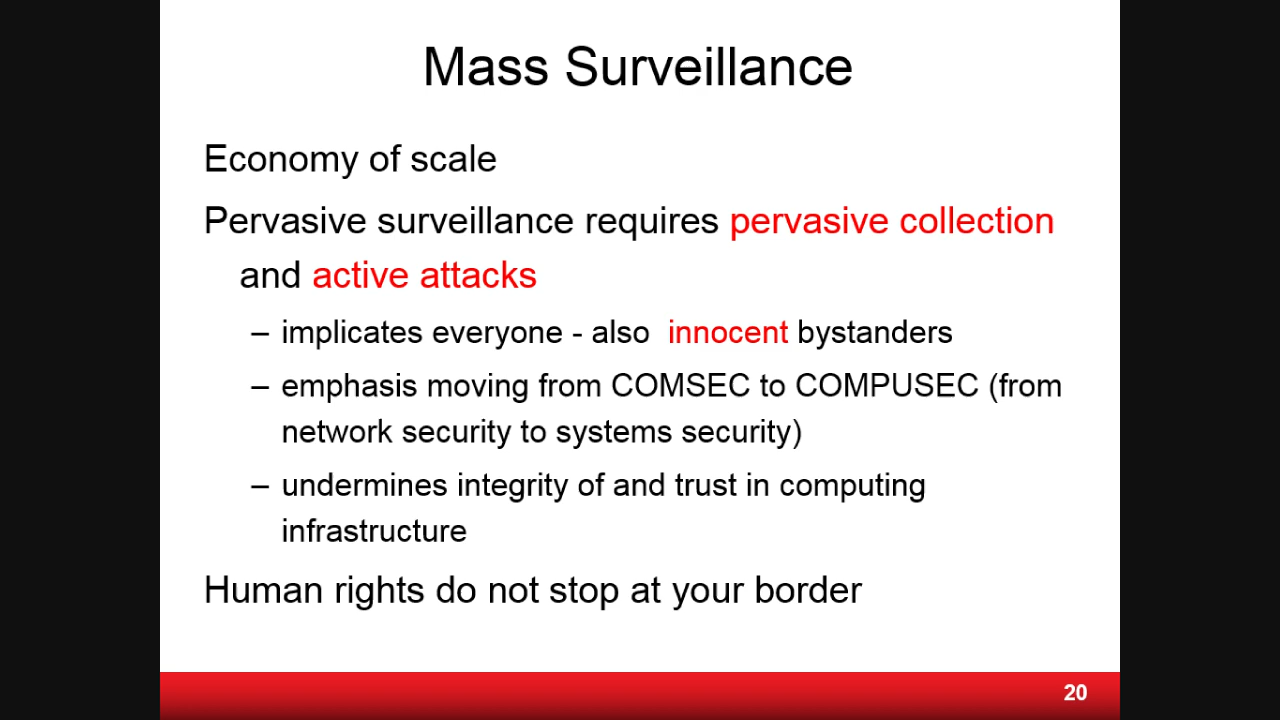 Mass Surveillance
Economy of scale
Pervasive surveillance requires pervasive collection
and active attacks
– implicates everyone - also  innocent bystanders
– emphasis moving from COMSEC to COMPUSEC (from
network security to systems security)
– undermines integrity of and trust in computing
infrastructure
Human rights do not stop at your border
20